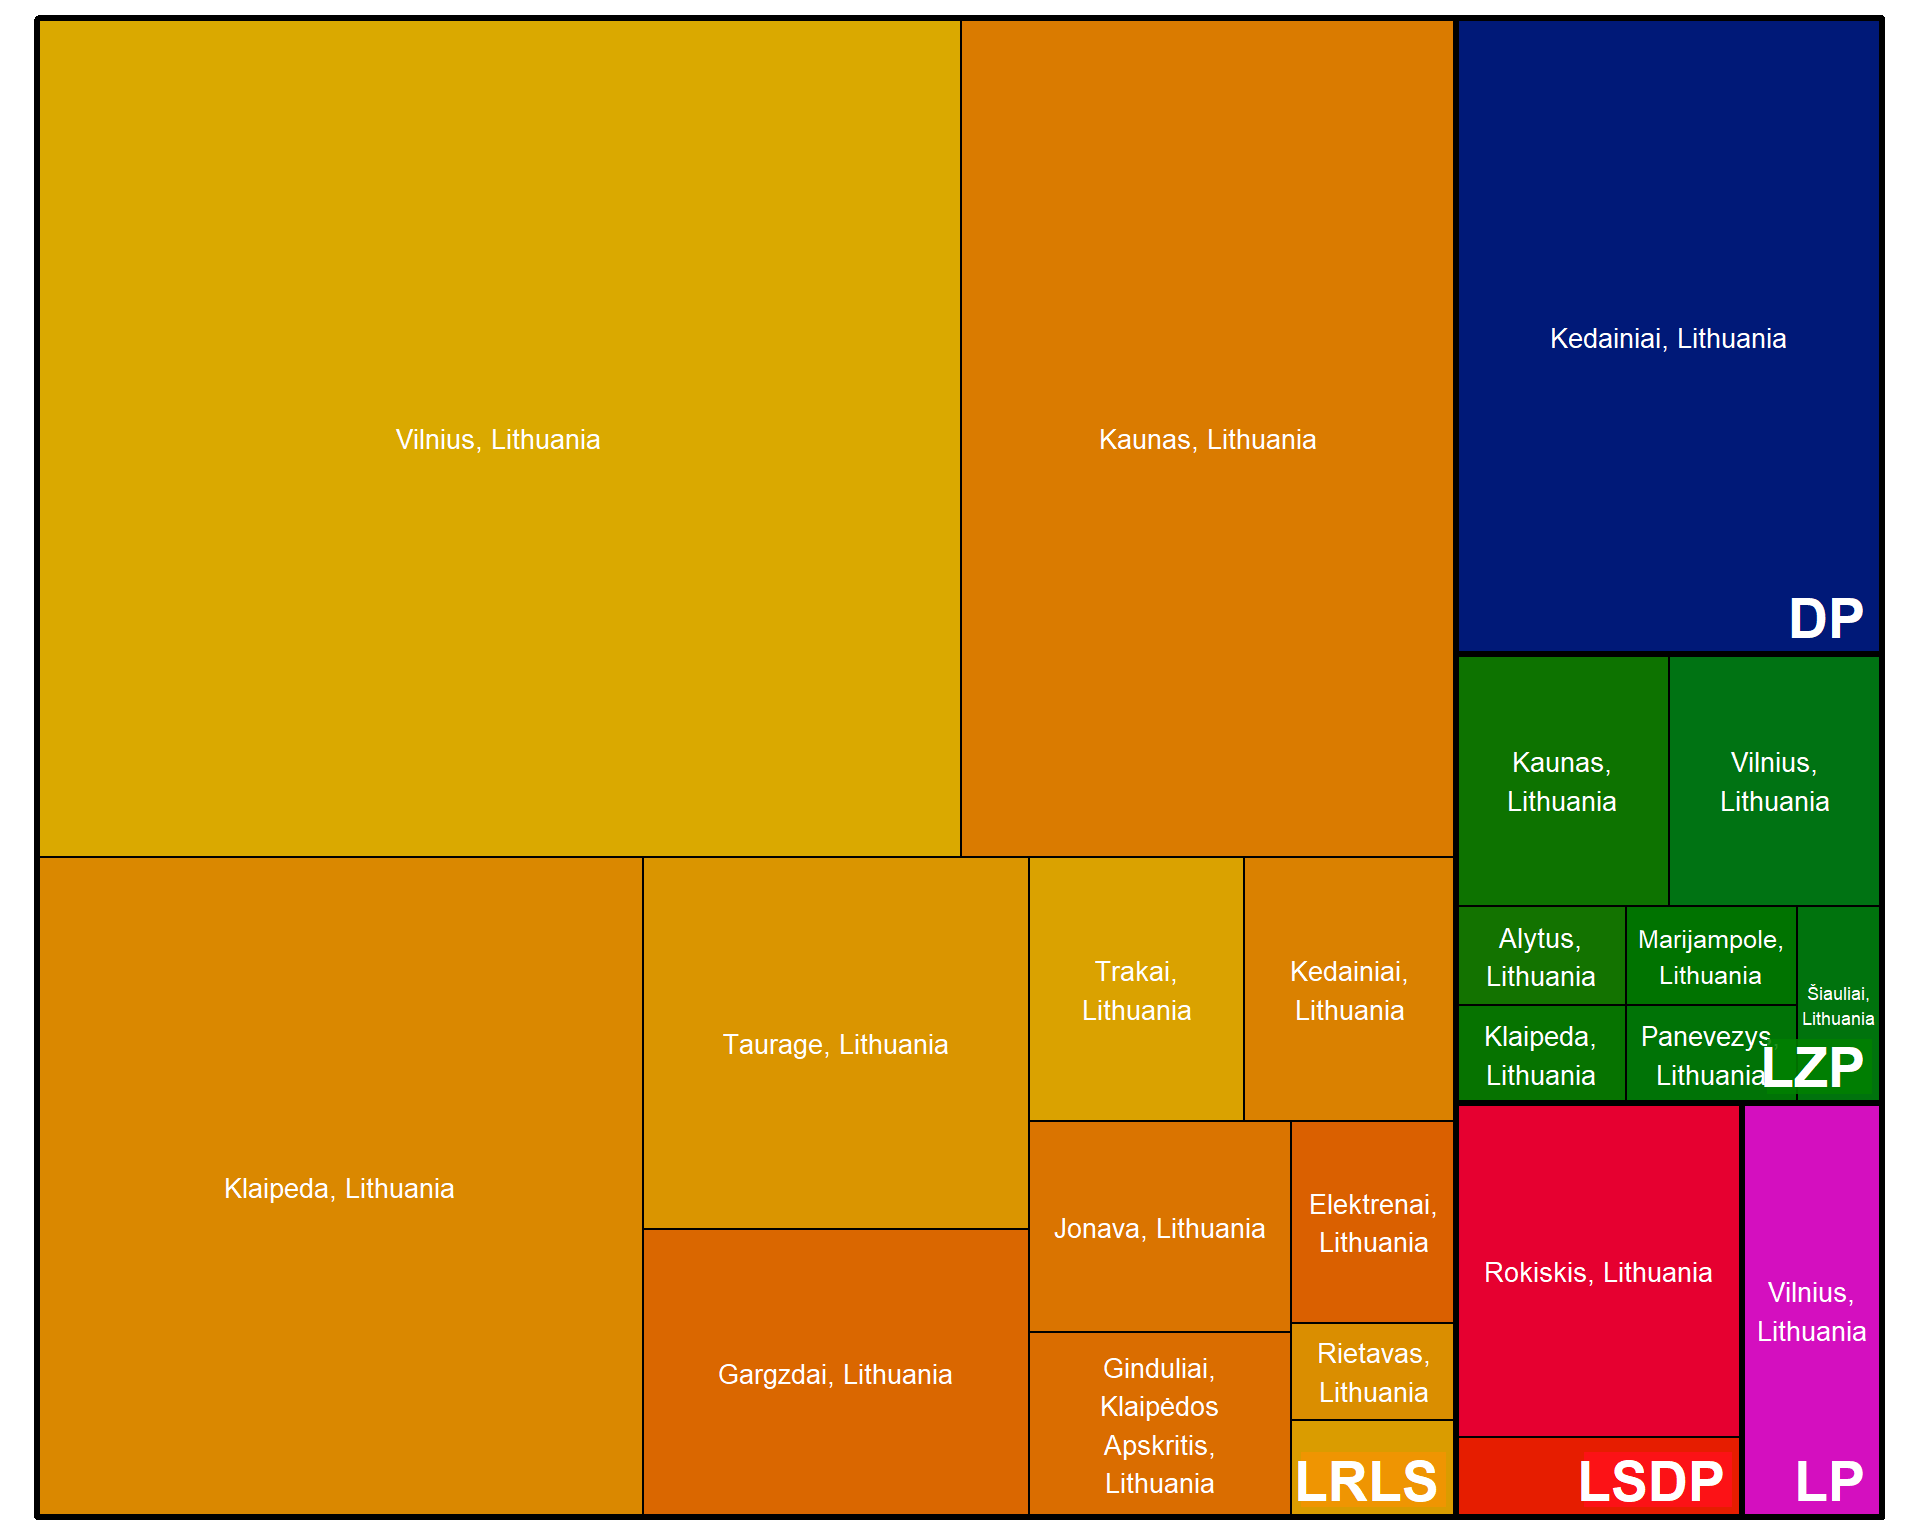 Vilnius, Lithuania
Kaunas, Lithuania
Kedainiai, Lithuania
DP
Klaipeda, Lithuania
Taurage, Lithuania
Gargzdai, Lithuania
Trakai,
Lithuania
Kedainiai,
Lithuania
Jonava, Lithuania
Elektrenai,
Lithuania
Ginduliai,
Klaipėdos
Apskritis,
Lithuania
Rietavas,
Lithuania
LRLS
Kaunas,
Lithuania
Vilnius,
Lithuania
Alytus,
Lithuania
Marijampole,
Lithuania
Šiauliai,
Lithuania
Klaipeda,
Lithuania
Panevezys,
Lithuania
LZP
Rokiskis, Lithuania
LSDP
Vilnius,
Lithuania
LP